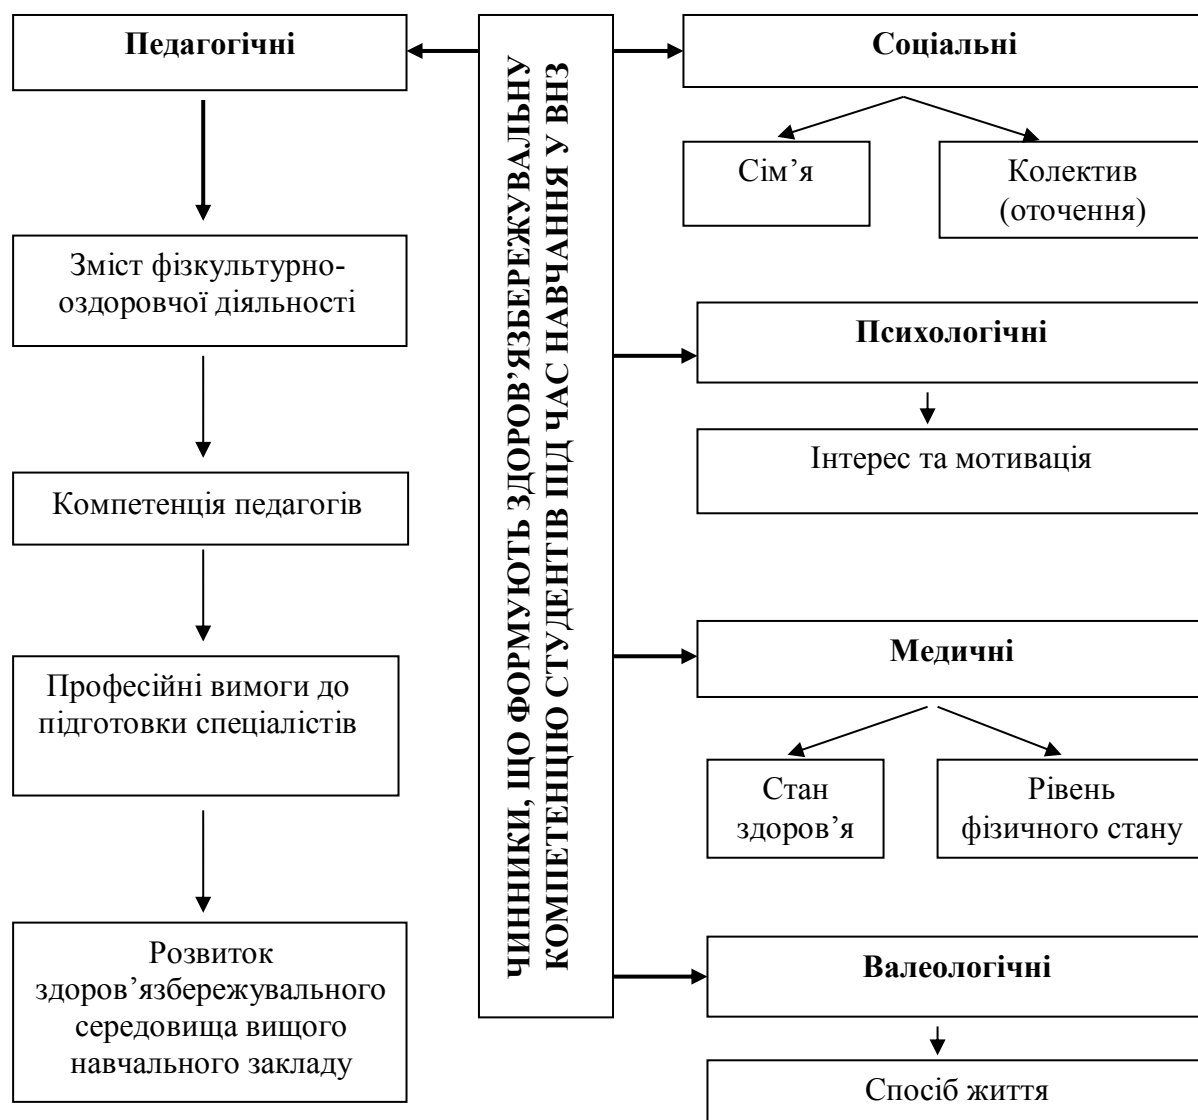 Педагогічні
Зміст фізкультурно-
оздоровчої діяльності
Компетенція педагогів
Професійні вимоги до
підготовки спеціалістів
Розвиток
здоров’язбережувального
середовища вищого
навчального закладу
ЧИННИКИ, ЩО ФОРМУЮТЬ ЗДОРОВ’ЯЗБЕРЕЖУВАЛЬНУ
КОМПЕТЕНЦІЮ СТУДЕНТІВ ПІД ЧАС НАВЧАННЯ У ВНЗ
Соціальні
Сім’я
Колектив
(оточення)
Психологічні
Інтерес та мотивація
Медичні
Стан
здоров’я
Рівень
фізичного стану
Валеологічні
Спосіб життя